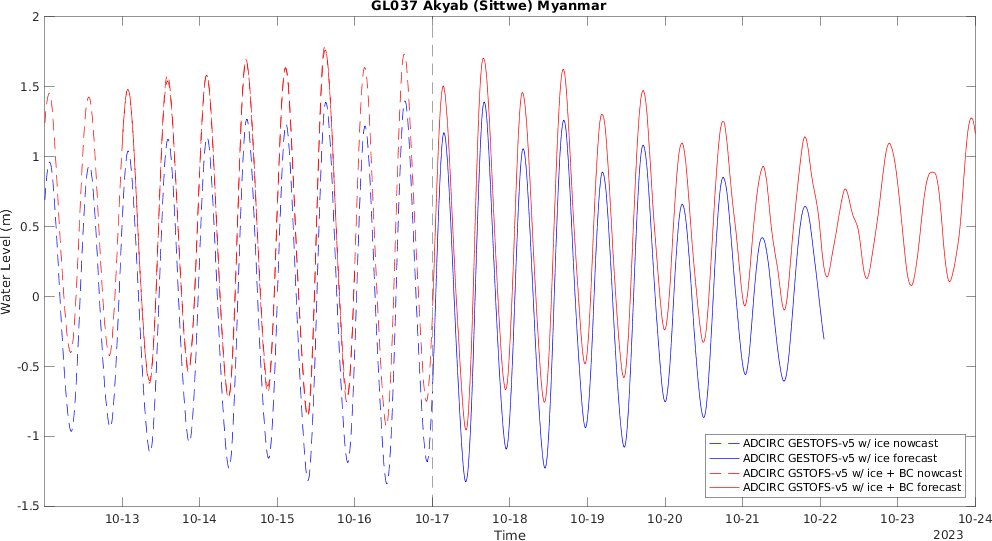 GL037 Akyab (Sittwe) Myanmar
2
1.5
1
0.5
0
-0.5
-1
-1.5
Water Level (m)
ADCIRC GESTOFS-v5 w/ ice nowcast
ADCIRC GESTOFS-v5 w/ ice forecast
ADCIRC GSTOFS-v5 w/ ice + BC nowcast
ADCIRC GSTOFS-v5 w/ ice + BC forecast
10-13 10-14 10-15 10-16 10-17 10-18 10-19 10-20 10-21 10-22 10-23 10-24
Time
2023